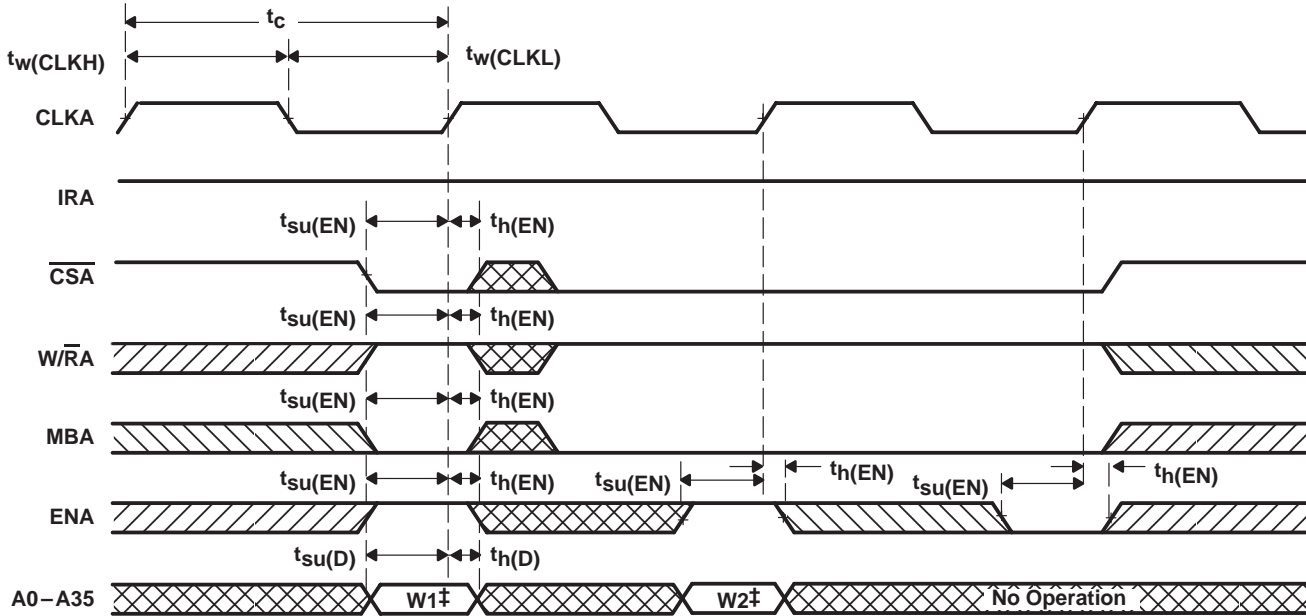 tc
tw(CLKH) tw(CLKL)
CLKA
IRA
tsu(EN) th(EN)
CSA
tsu(EN) th(EN)
W/RA
tsu(EN) th(EN)
MBA
tsu(EN) th(EN) tsu(EN) th(EN) tsu(EN) th(EN)
ENA
tsu(D) th(D)
A0–A35 W1‡ W2‡ No Operation